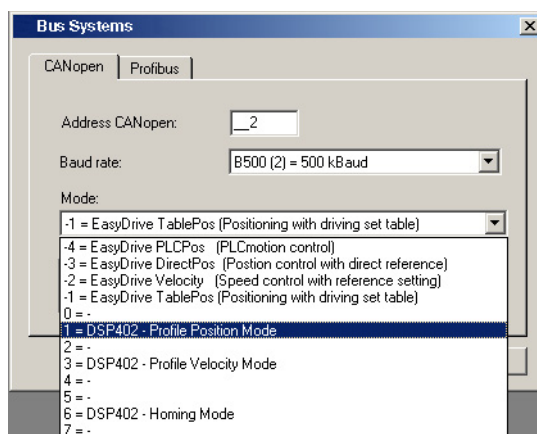 Bus Systems
CANopen
Profibus
Address CANopen:
__2
Baud rate:
B500 (2) = 500 kBaud
Mode:
-1 = EasyDrive TablePos (Positioning with driving set table)
-4 = EasyDrive PLCPos (PLCmotion control)
-3 = EasyDrive DirectPos (Postion control with direct reference)
-2 = EasyDrive Velocity (Speed control with reference setting)
-1 = EasyDrive TablePos (Positioning with driving set table)
0 = -
1 = DSP402 - Profile Position Mode
2 = -
3 = DSP402 - Profile Velocity Mode
4 = -
5 = -
6 = DSP402 - Homing Mode
7 = -